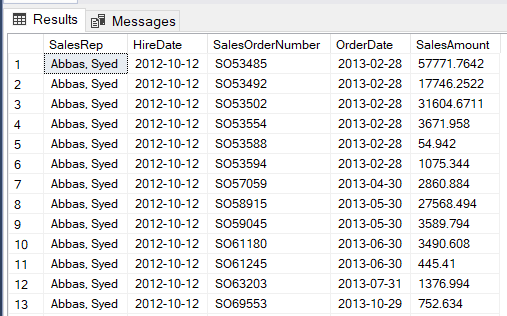 Results Messages
SalesRep HireDate SalesOrderNumber OrderDate SalesAmount
1 Abbas, Syed 2012-10-12 SO53485 2013-02-28 57771.7642
2 Abbas, Syed 2012-10-12 SO53492 2013-02-28 17746.2522
3 Abbas, Syed 2012-10-12 SO53502 2013-02-28 31604.6711
4 Abbas, Syed 2012-10-12 SO53554 2013-02-28 3671.958
5 Abbas, Syed 2012-10-12 SO53588 2013-02-28 54.942
6 Abbas, Syed 2012-10-12 SO53594 2013-02-28 1075.344
7 Abbas, Syed 2012-10-12 SO57059 2013-04-30 2860.884
8 Abbas, Syed 2012-10-12 SO58915 2013-05-30 27568.494
9 Abbas, Syed 2012-10-12 SO59045 2013-05-30 3589.794
10 Abbas, Syed 2012-10-12 SO61180 2013-06-30 3490.608
11 Abbas, Syed 2012-10-12 SO61245 2013-06-30 445.41
12 Abbas, Syed 2012-10-12 SO63203 2013-07-31 1376.994
13 Abbas, Syed 2012-10-12 SO69553 2013-10-29 752.634